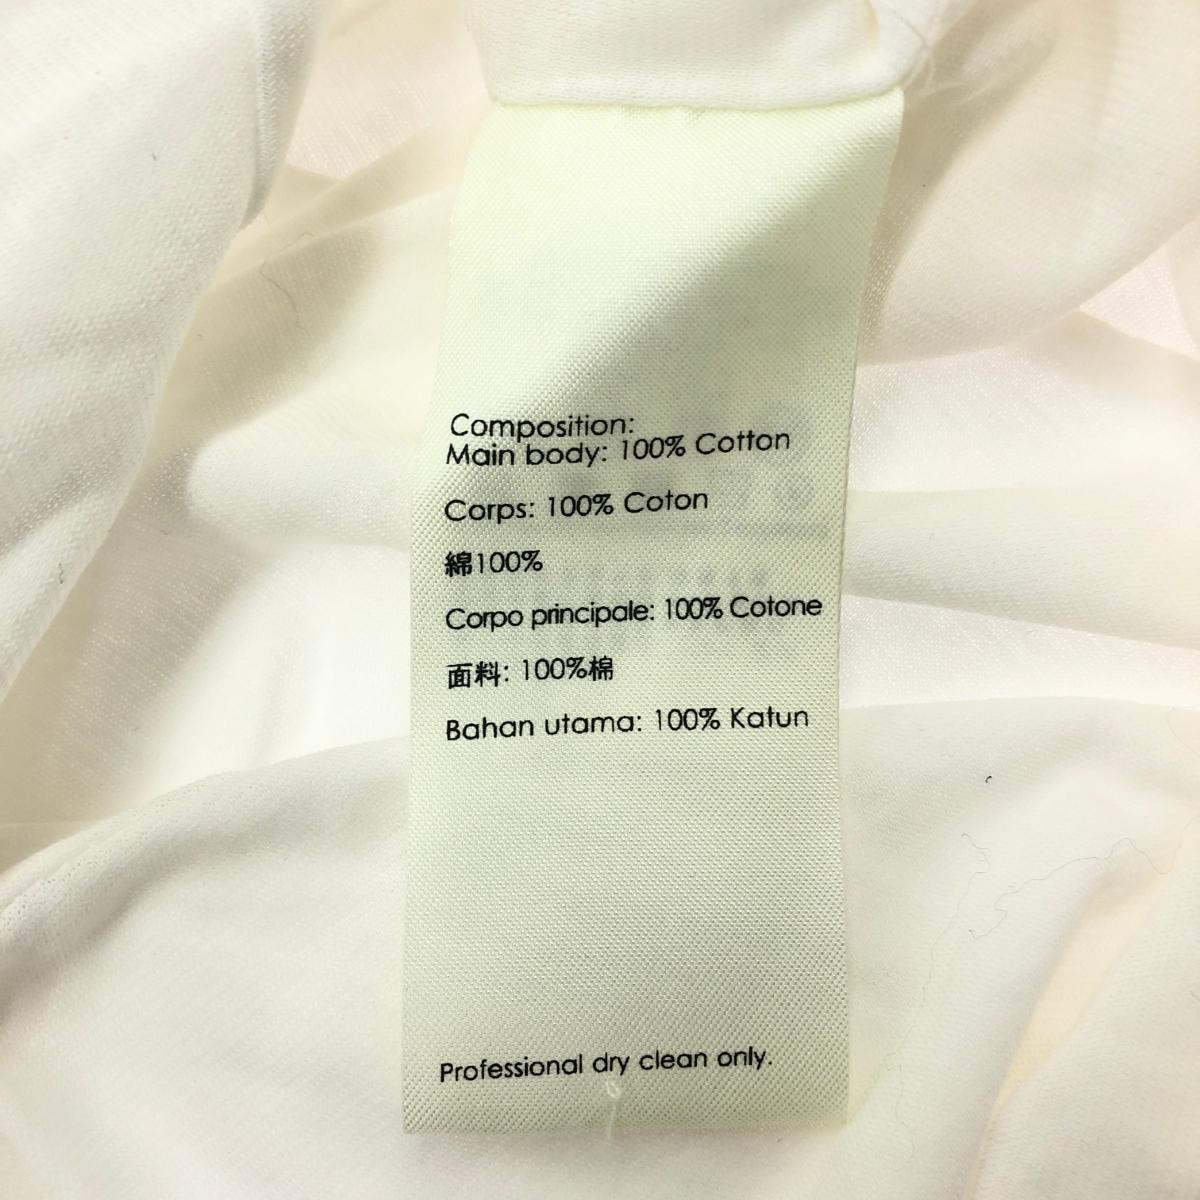 Composition:
Main body: 100% Cotton
Corps: 100% Coton
綿100%
Corpo principale: 100% Cotone
面料: 100%棉
Bahan utama: 100% Katun
Professional dry clean only.